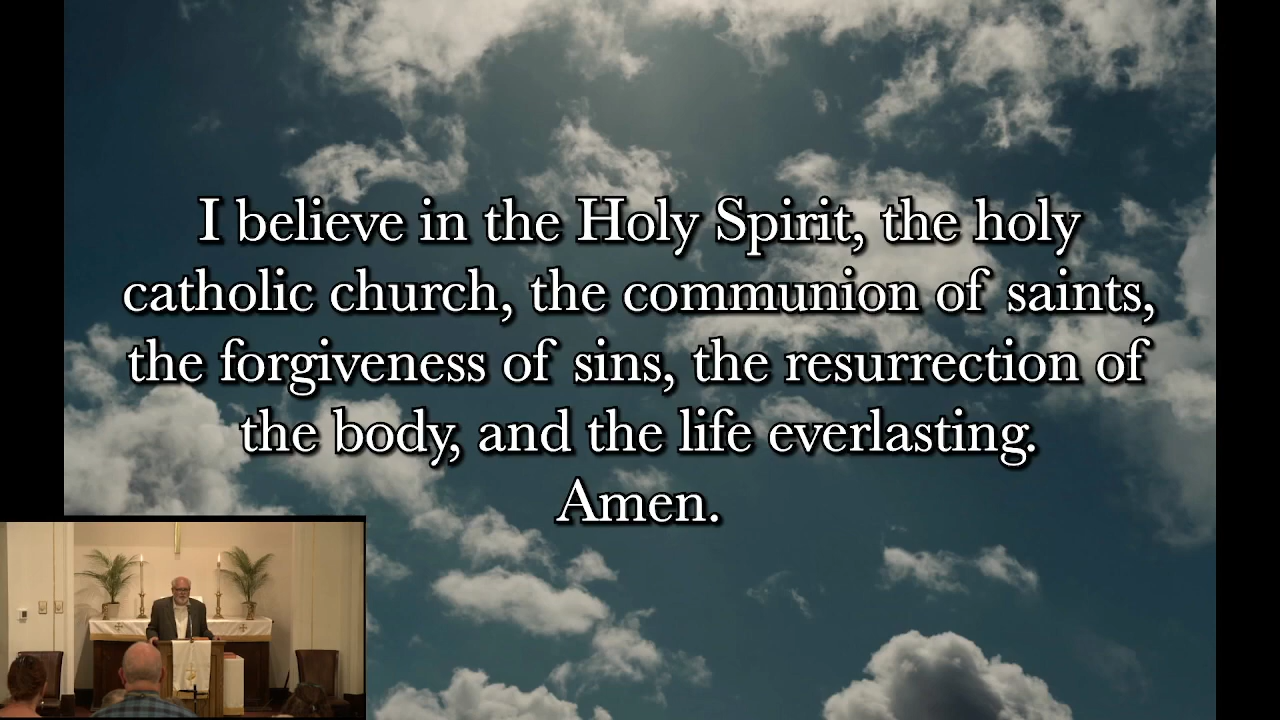 I believe in the Holy Spirit, the holy
catholic church, the communion of saints,
the forgiveness of sins, the resurrection of
the body, and the life everlasting.
Amen.